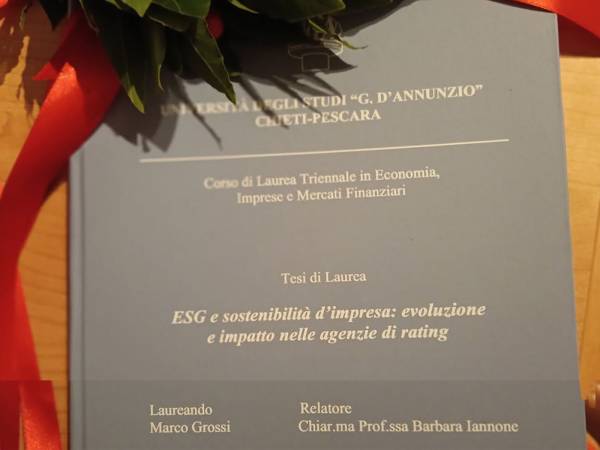 UNIVERSITÀ DEGLI STUDI “G. D’ANNUNZIO”
CHIETI-PESCARA
Corso di Laurea Triennale in Economia,
Imprese e Mercati Finanziari
Tesi di Laurea
ESG e sostenibilità d’impresa: evoluzione
e impatto nelle agenzie di rating
Laureando Relatore
Marco Grossi Chiar.ma Prof.ssa Barbara Iannone